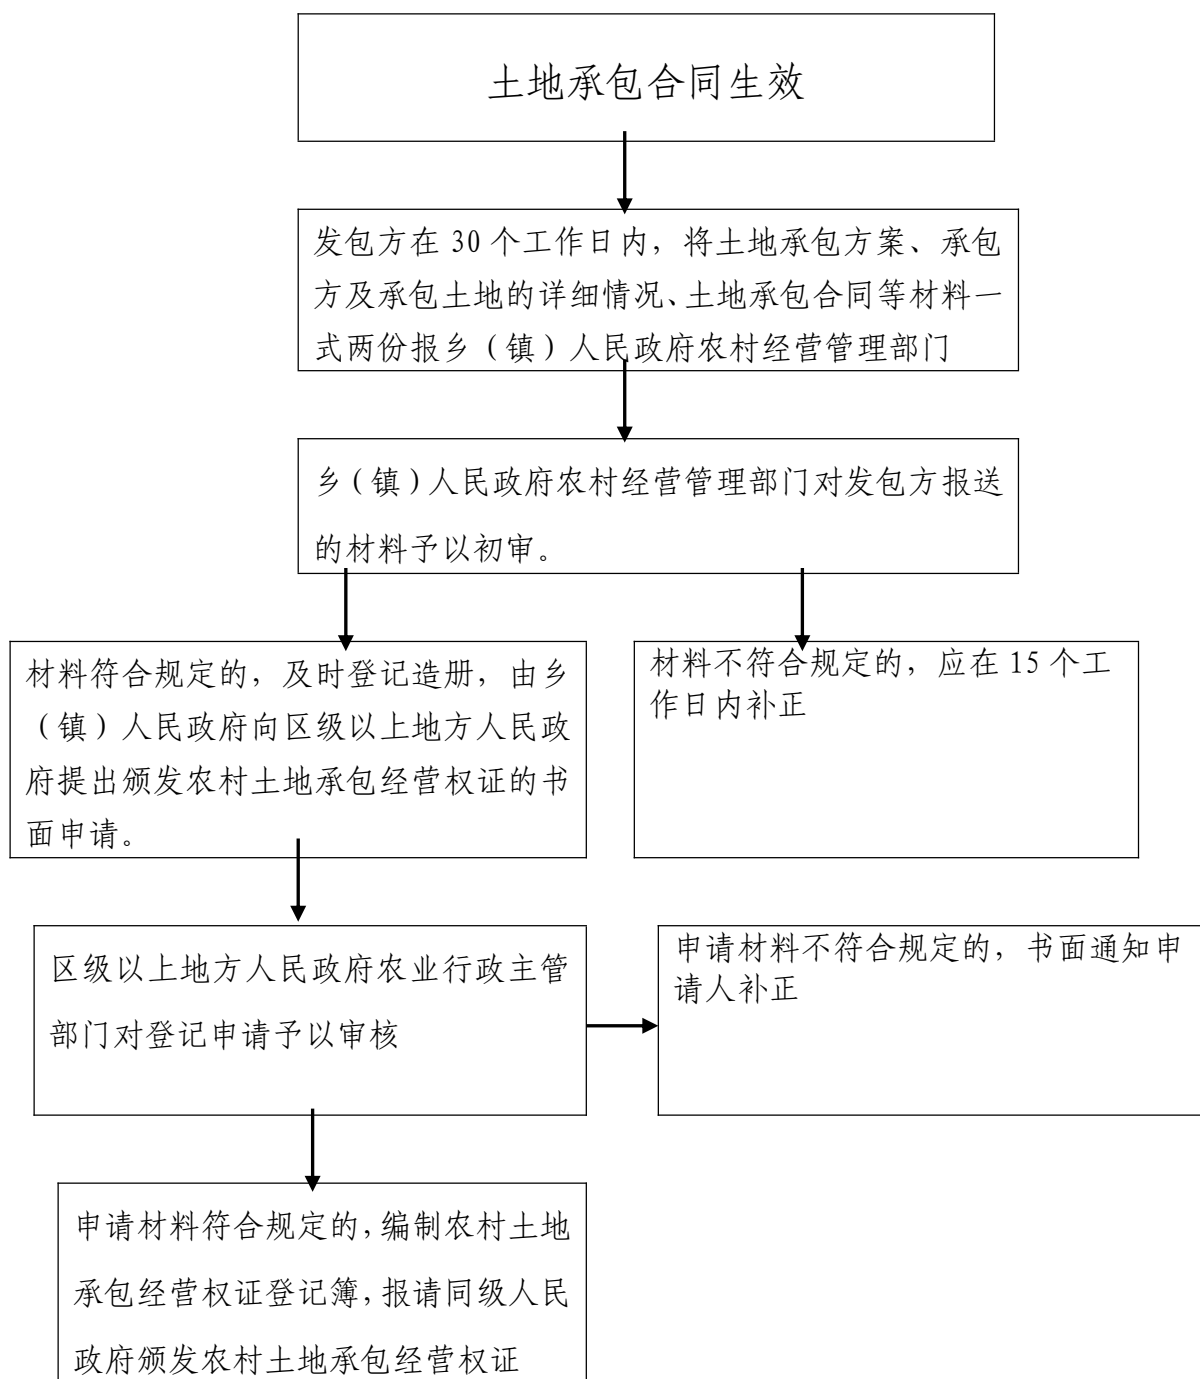 土地承包合同生效
发包方在 30 个工作日内，将土地承包方案、承包
方及承包土地的详细情况、土地承包合同等材料一
式两份报乡（镇）人民政府农村经营管理部门
乡（镇）人民政府农村经营管理部门对发包方报送
的材料予以初审。
材料符合规定的，及时登记造册，由乡
（镇）人民政府向区级以上地方人民政
府提出颁发农村土地承包经营权证的书
面申请。
材料不符合规定的，应在 15 个工
作日内补正
区级以上地方人民政府农业行政主管
部门对登记申请予以审核
申请材料不符合规定的，书面通知申
请人补正
申请材料符合规定的，编制农村土地
承包经营权证登记簿，报请同级人民
政府颁发农村土地承包经营权证